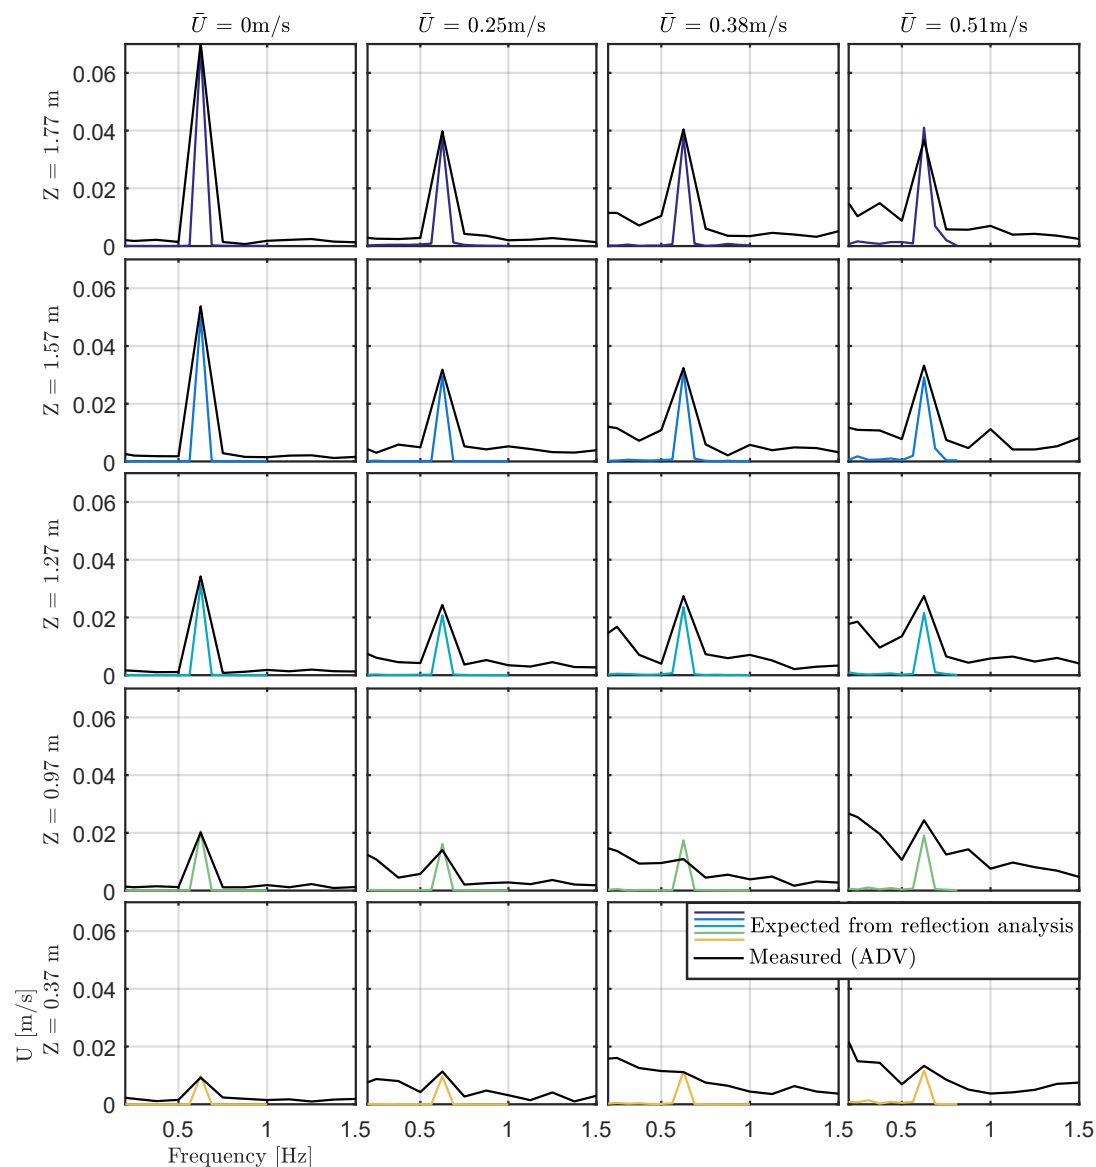 Ū = 0m/s Ū = 0.25m/s Ū = 0.38m/s Ū = 0.51m/s
Z = 1.77 m
0.06
0.04
0.02
0
Z = 1.57 m
0.06
0.04
0.02
0
Z = 1.27 m
0.06
0.04
0.02
0
Z = 0.97 m
0.06
0.04
0.02
0
U [m/s]
Z = 0.37 m
0.06
0.04
0.02
0
Expected from reflection analysis
Measured (ADV)
0.5 1 1.5 0.5 1 1.5 0.5 1 1.5 0.5 1 1.5
Frequency [Hz]